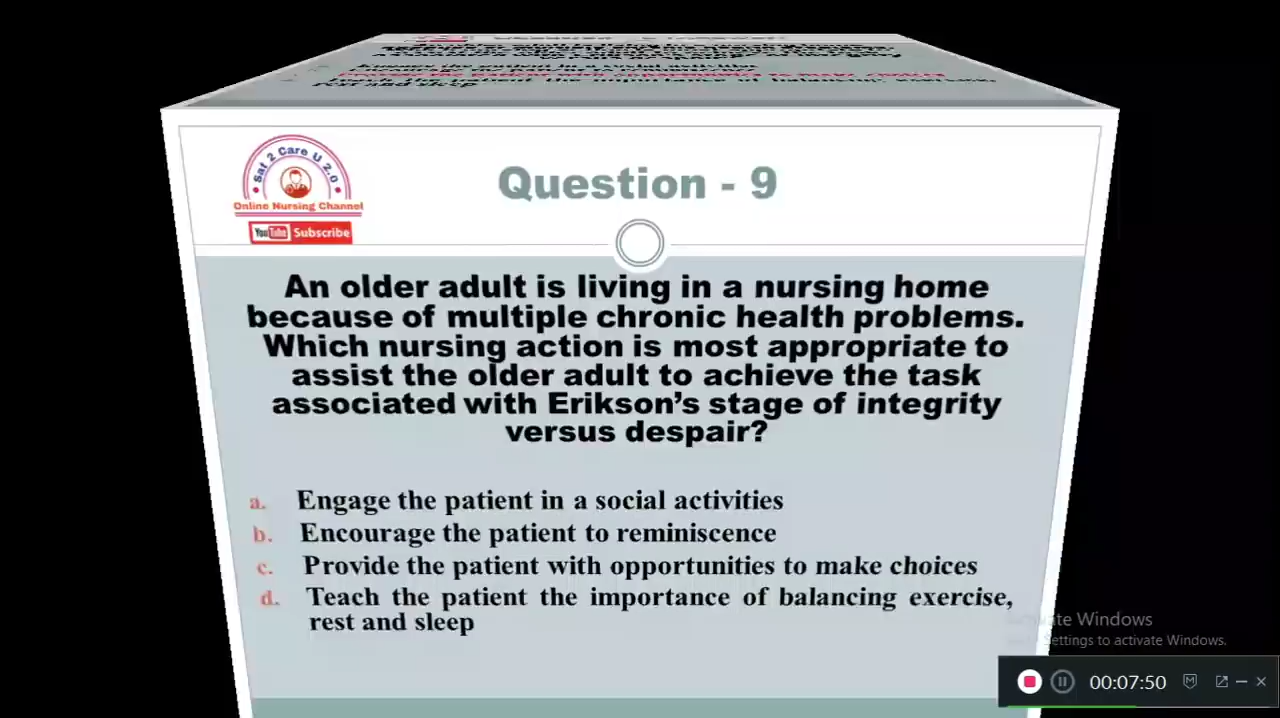 Sat 2 Care U 2.0
Online Nursing Channel
YouTube Subscribe
Question - 9
An older adult is living in a nursing home
because of multiple chronic health problems.
Which nursing action is most appropriate to
assist the older adult to achieve the task
associated with Erikson's stage of integrity
versus despair?
a. Engage the patient in a social activities
b. Encourage the patient to reminiscence
c. Provide the patient with opportunities to make choices
d. Teach the patient the importance of balancing exercise,
rest and sleep
Windows
Settings to activate Windows.
00:07:50